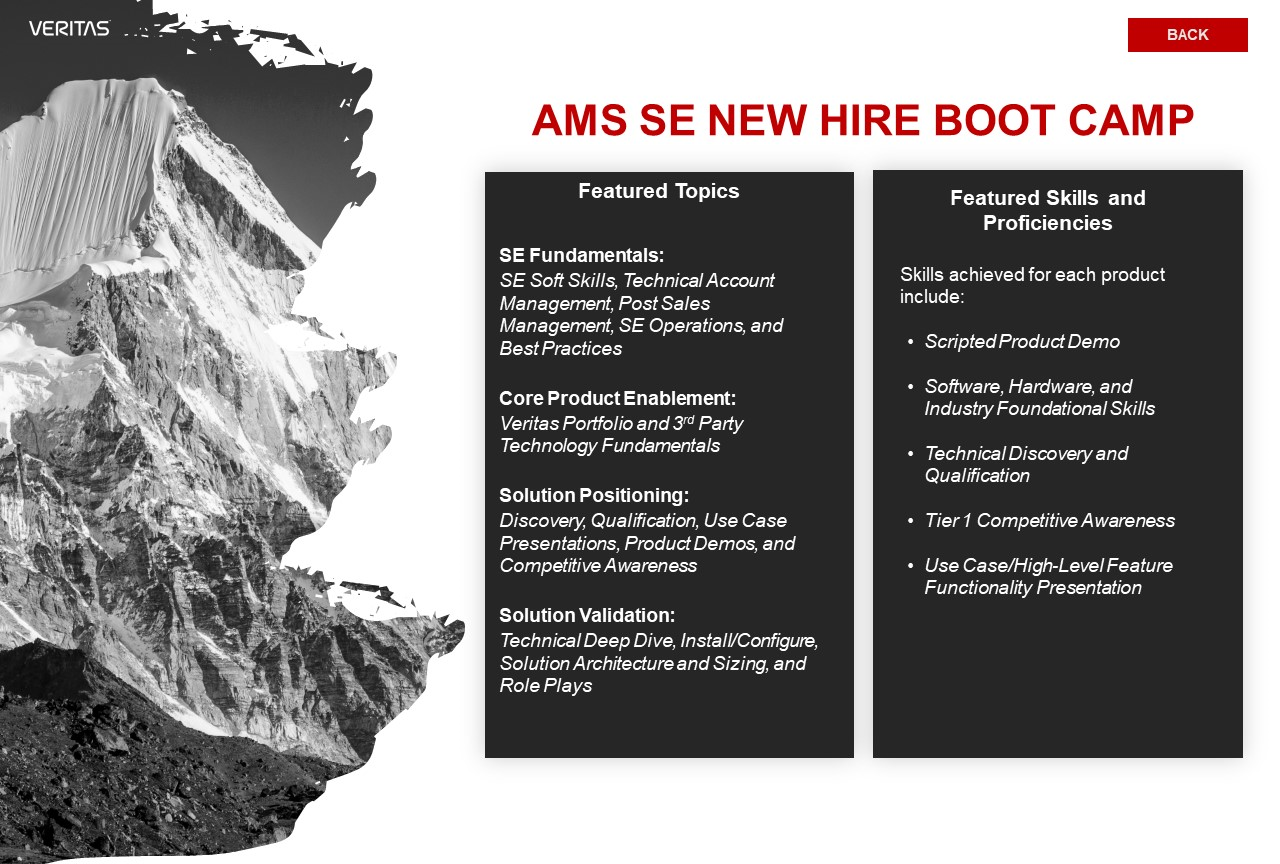 VERITAS
BACK
AMS SE NEW HIRE BOOT CAMP
Featured Topics
SE Fundamentals:
SE Soft Skills, Technical Account
Management, Post Sales
Management, SE Operations, and
Best Practices
Core Product Enablement:
Veritas Portfolio and 3rd Party
Technology Fundamentals
Solution Positioning:
Discovery, Qualification, Use Case
Presentations, Product Demos, and
Competitive Awareness
Solution Validation:
Technical Deep Dive, Install/Configure,
Solution Architecture and Sizing, and
Role Plays
Featured Skills and
Proficiencies
Skills achieved for each product
include:
• Scripted Product Demo
• Software, Hardware, and
Industry Foundational Skills
• Technical Discovery and
Qualification
• Tier 1 Competitive Awareness
• Use Case/High-Level Feature
Functionality Presentation